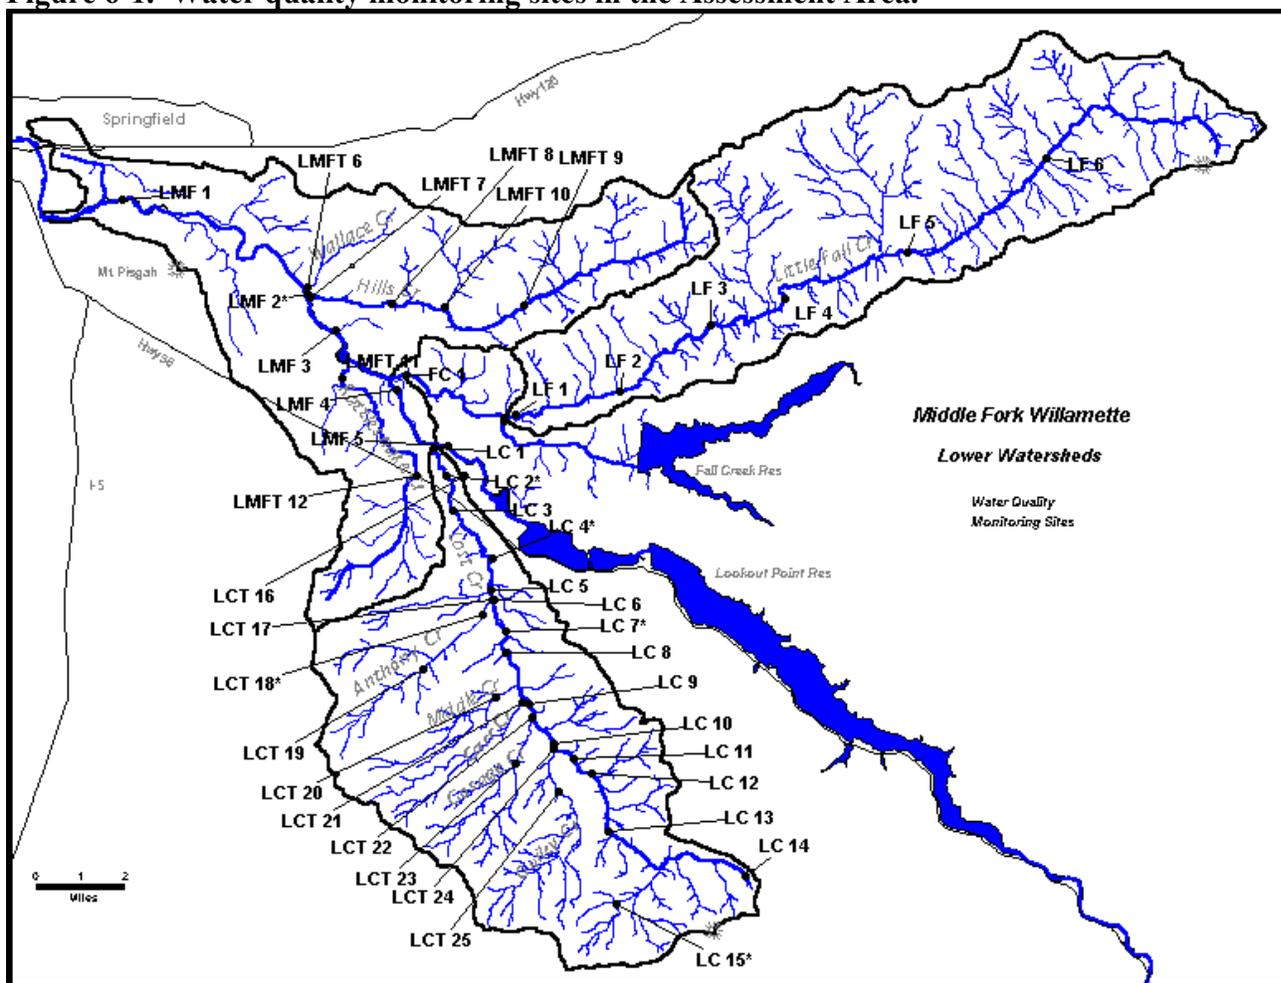 Figure 6-1. Water quality monitoring sites in the Assessment Area.
Hwy 126
Springfield
LMFT 6
LMFT 8
LMFT 9
LMFT 7
LMFT 10
LMF 1
LF 6
Wallace Cr
LF 5
Mt Pisgah
Hills Cr
Little Fall Cr
LMF 2*
LF 3
LF 4
Hwy 58
LMF 3
LMFT 11
FC 1
LF 2
LMF 4
LF 1
Rattlesnake Cr
Middle Fork Willamette
LMF 5
LC 1
Lower Watersheds
Fall Creek Res
I-5
LC 2*
LMFT 12
LC 3
Water Quality
Monitoring Sites
LC 4*
Lost Cr
Lookout Point Res
LC 5
LCT 16
LC 6
LCT 17
LC 7*
Anthony Cr
LC 8
LCT 18*
LC 9
Middle Cr
LC 10
LCT 19
LC 11
LC 12
LCT 20
LCT 21
LC 13
LCT 22
LC 14
0 1 2
Miles
LCT 23
LCT 24
LCT 25
LC 15*